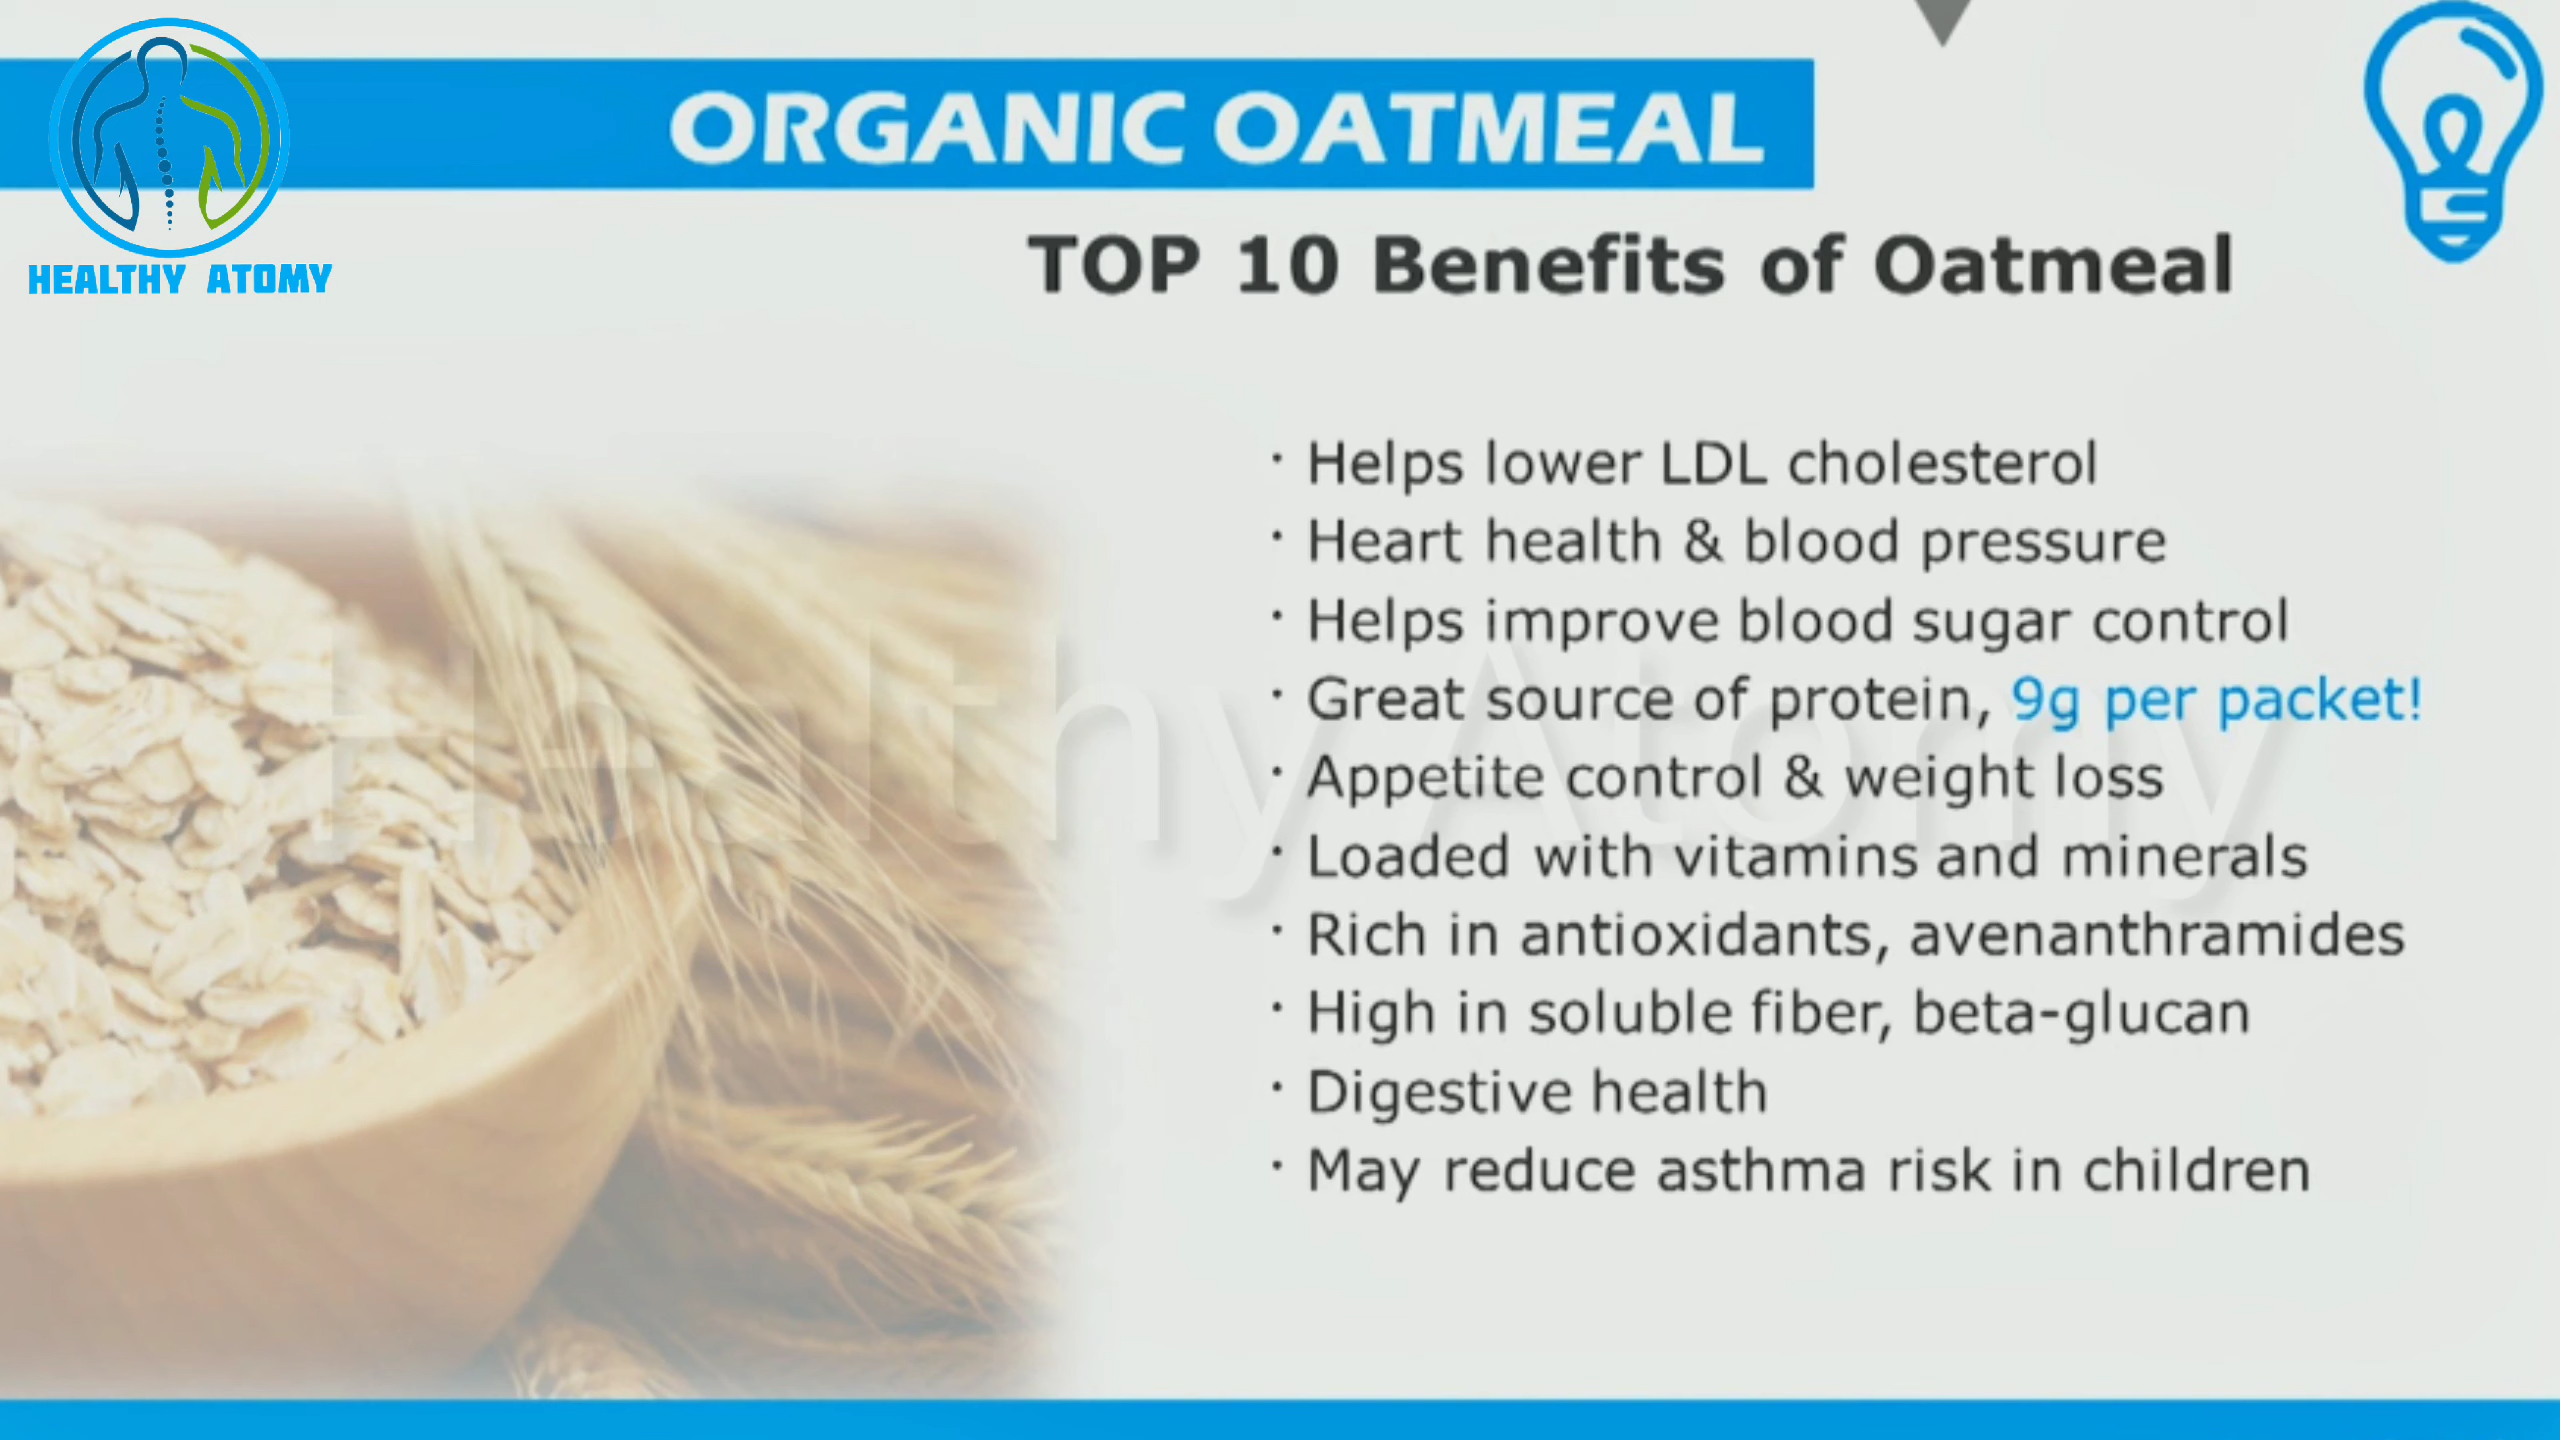 ORGANIC OATMEAL
HEALTHY ATOMY
TOP 10 Benefits of Oatmeal
· Helps lower LDL cholesterol
· Heart health & blood pressure
· Helps improve blood sugar control
· Great source of protein, 9g per packet!
· Appetite control & weight loss
· Loaded with vitamins and minerals
· Rich in antioxidants, avenanthramides
· High in soluble fiber, beta-glucan
· Digestive health
· May reduce asthma risk in children
Healthy Atomy